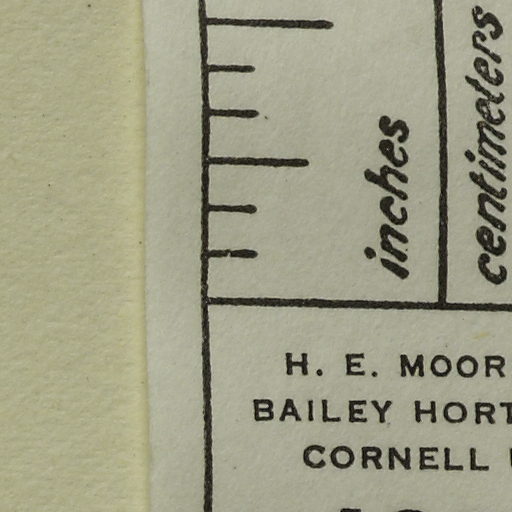 inches
centimeters
H. E. MOOR
BAILEY HORT
CORNELL